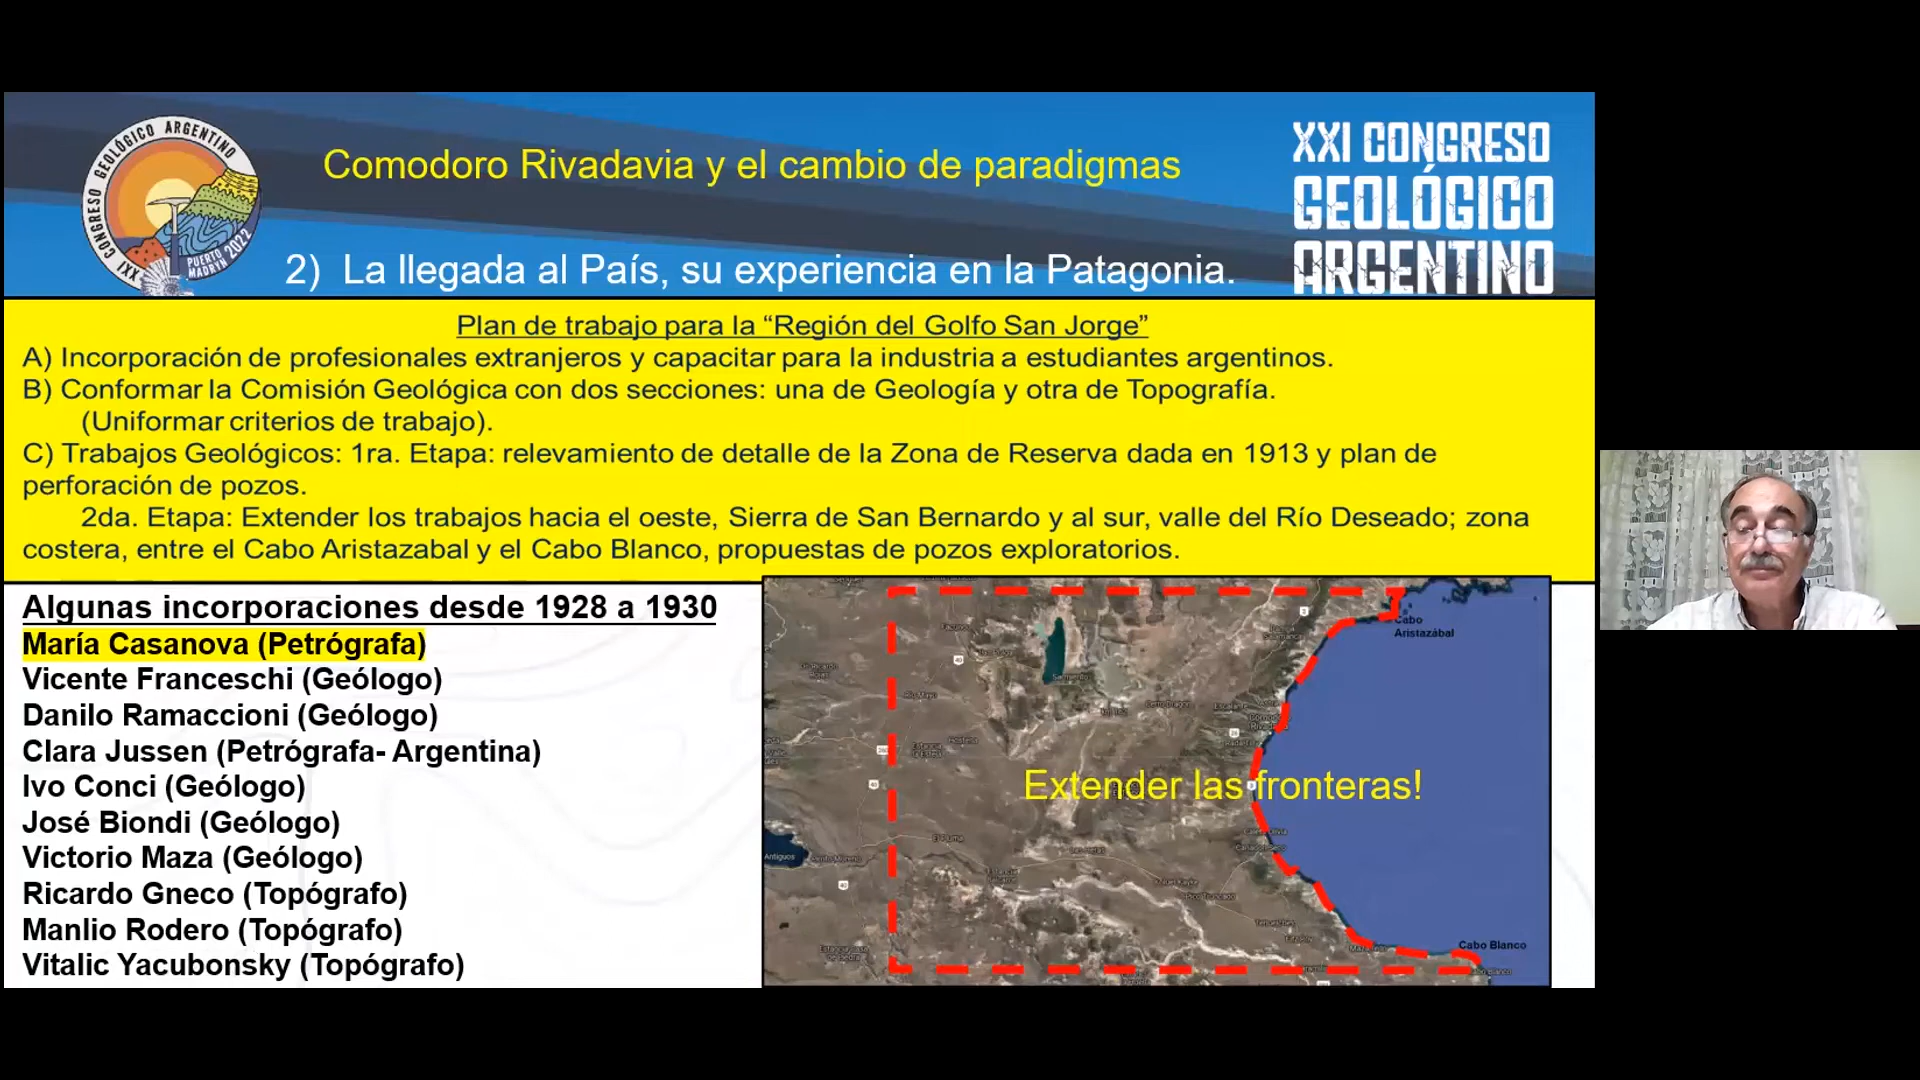 CONGRESO GEOLÓGICO ARGENTINO
XXI
PUERTO
MADRYN 2022
Comodoro Rivadavia y el cambio de paradigmas
2) La llegada al País, su experiencia en la Patagonia.
XXI CONGRESO
GEOLÓGICO
ARGENTINO
Plan de trabajo para la “Región del Golfo San Jorge”
A) Incorporación de profesionales extranjeros y capacitar para la industria a estudiantes argentinos.
B) Conformar la Comisión Geológica con dos secciones: una de Geología y otra de Topografía.
(Uniformar criterios de trabajo).
C) Trabajos Geológicos: 1ra. Etapa: relevamiento de detalle de la Zona de Reserva dada en 1913 y plan de
perforación de pozos.
2da. Etapa: Extender los trabajos hacia el oeste, Sierra de San Bernardo y al sur, valle del Río Deseado; zona
costera, entre el Cabo Aristazabal y el Cabo Blanco, propuestas de pozos exploratorios.
Algunas incorporaciones desde 1928 a 1930
María Casanova (Petrógrafa)
Vicente Franceschi (Geólogo)
Danilo Ramaccioni (Geólogo)
Clara Jussen (Petrógrafa- Argentina)
Ivo Conci (Geólogo)
José Biondi (Geólogo)
Victorio Maza (Geólogo)
Ricardo Gneco (Topógrafo)
Manlio Rodero (Topógrafo)
Vitalic Yacubonsky (Topógrafo)
Cabo
Aristazábal
Sarmiento
Extender las fronteras!
Antiguos
Cabo Blanco